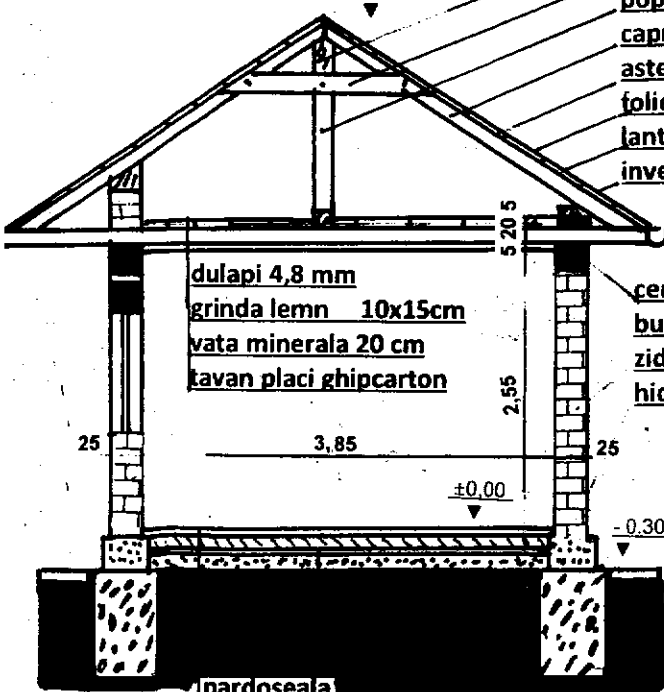 pop
capr
aste
folie
lant
inve
5 20 5
dulapi 4,8 mm
grinda lemn 10x15cm
vata minerala 20 cm
tavan placi ghipcarton
zid
2,55
25
3,85
25
±0,00
- 0.30
pardoseala